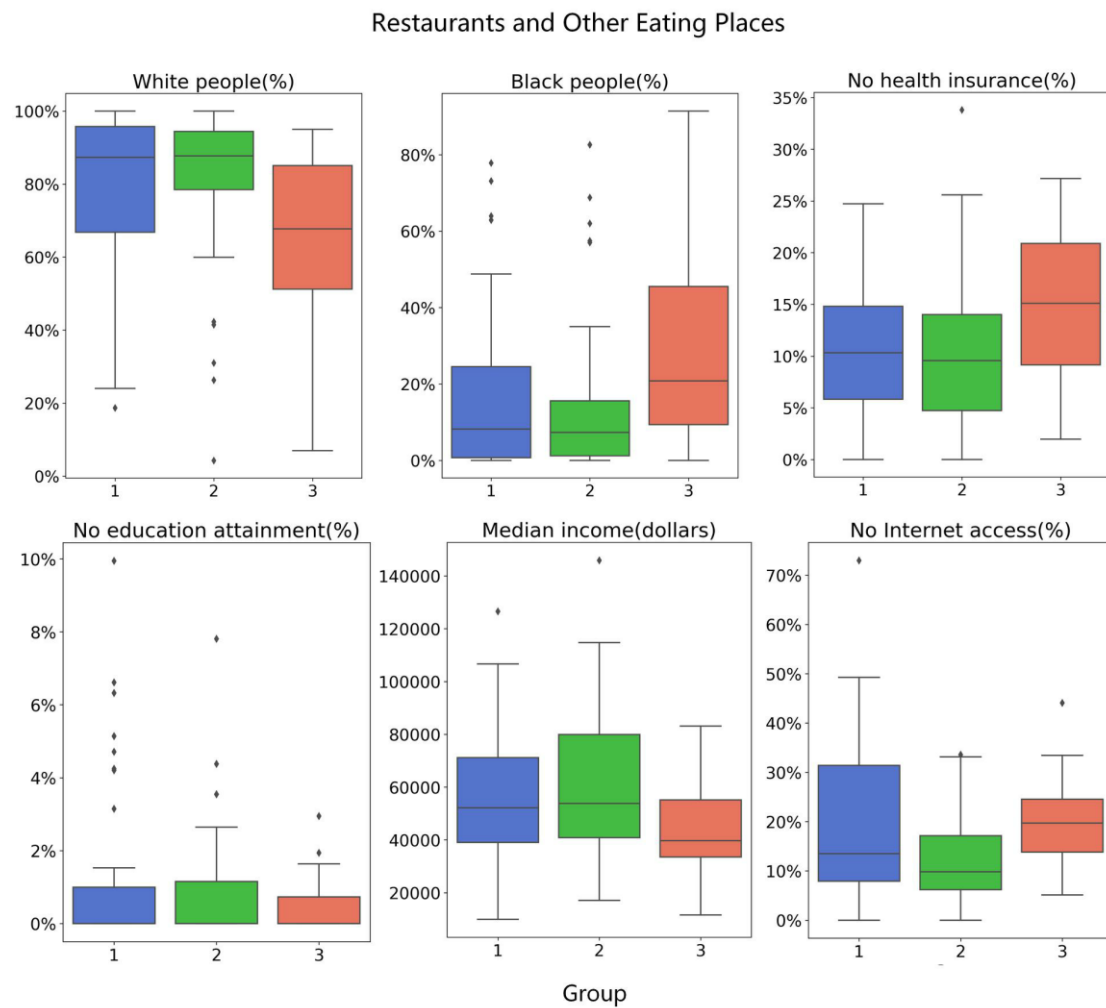 Restaurants and Other Eating Places
White people(%)
100%
80%
60%
40%
20%
0%
1 2 3
Black people(%)
80%
60%
40%
20%
0%
1 2 3
No health insurance(%)
35%
30%
25%
20%
15%
10%
5%
0%
1 2 3
No education attainment(%)
10%
8%
6%
4%
2%
0%
1 2 3
Median income(dollars)
140000
120000
100000
80000
60000
40000
20000
1 2 3
No Internet access(%)
70%
60%
50%
40%
30%
20%
10%
0%
1 2 3
Group